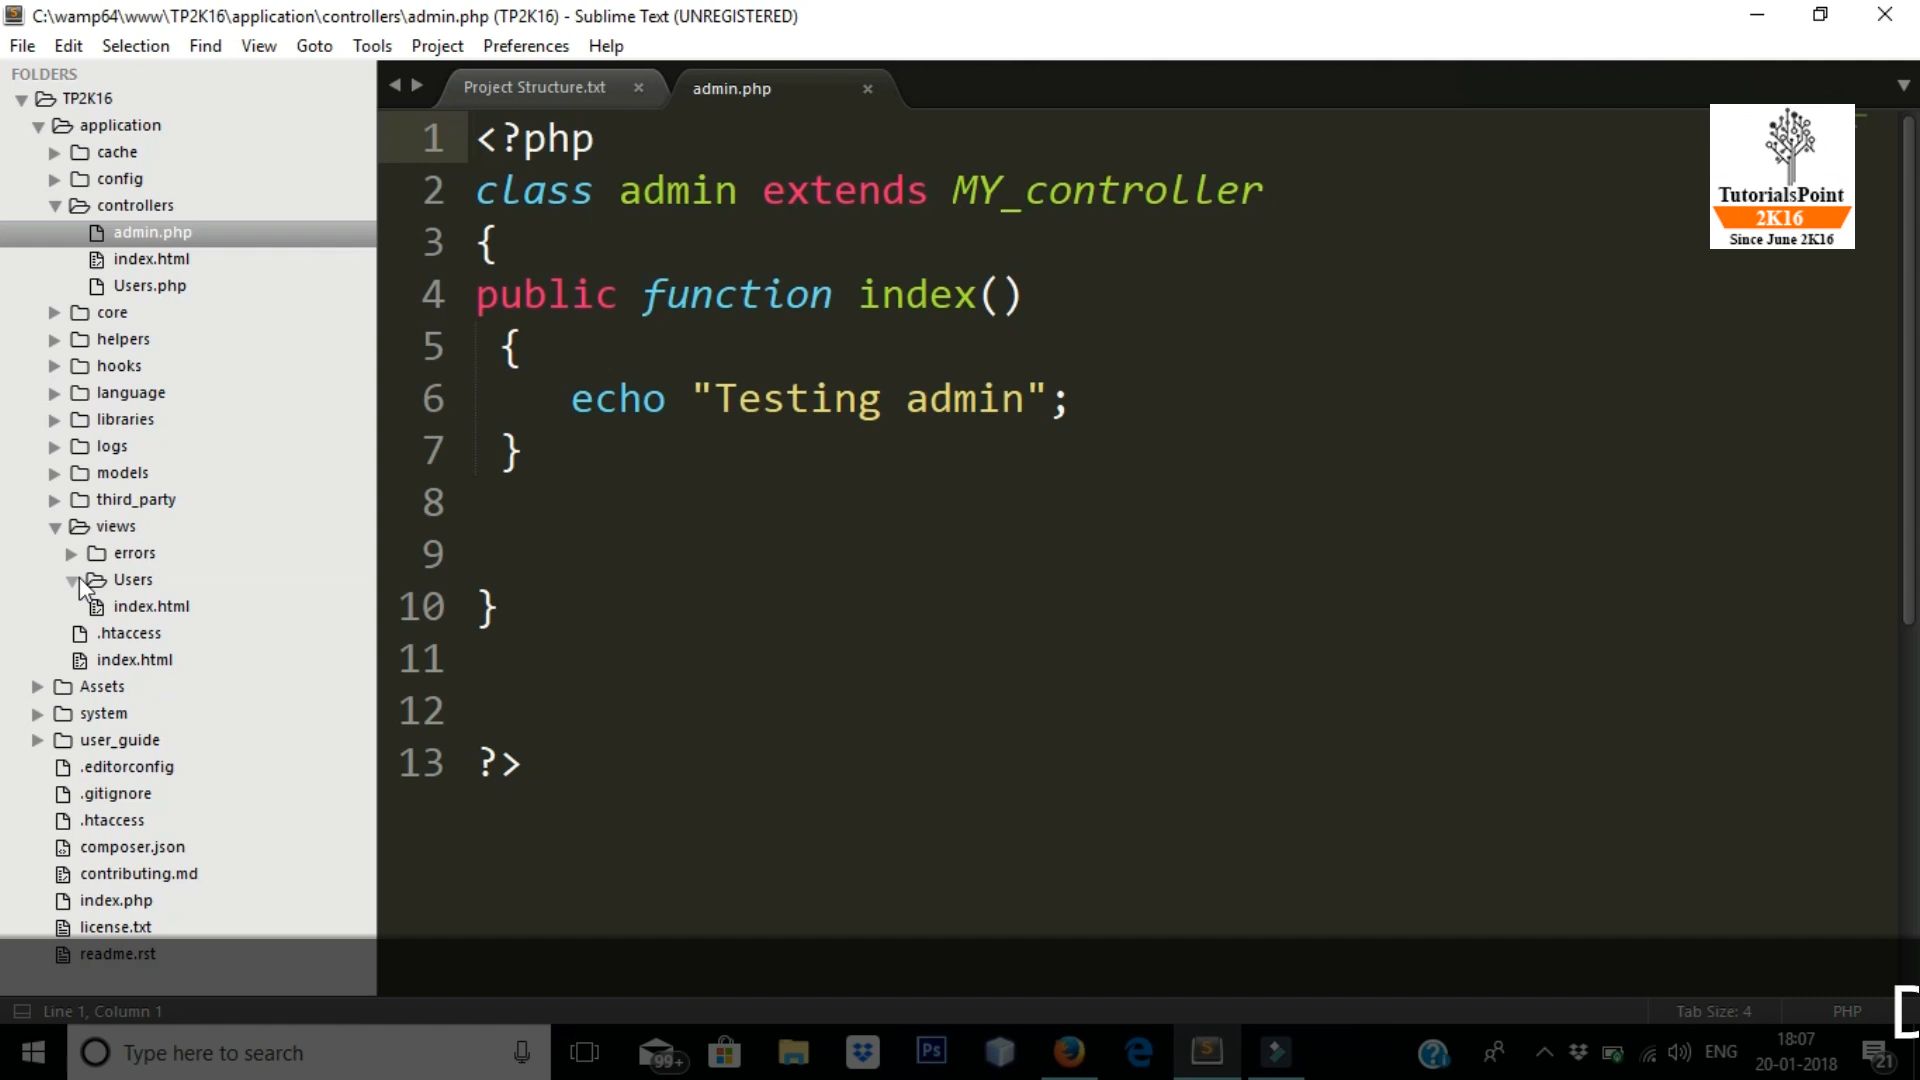 C:\wamp64\www\TP2K16\application\controllers\admin.php (TP2K16) - Sublime Text (UNREGISTERED)
File Edit Selection Find View Goto Tools Project Preferences Help
FOLDERS
TP2K16
application
cache
config
controllers
admin.php
index.html
Users.php
core
helpers
hooks
language
libraries
logs
models
third_party
views
errors
Users
index.html
.htaccess
index.html
Assets
system
user_guide
.editorconfig
.gitignore
.htaccess
composer.json
contributing.md
index.php
license.txt
readme.rst
Project Structure.txt × admin.php ×
1 <?php
2 class admin extends MY_controller
3 {
4 public function index()
5 {
6 echo "Testing admin";
7 }
8
9
10 }
11
12
13 ?>
TutorialsPoint
2K16
Since June 2K16
Line 1, Column 1 Tab Size: 4 PHP
Type here to search
99+
Ps
ENG
18:07
20-01-2018
21